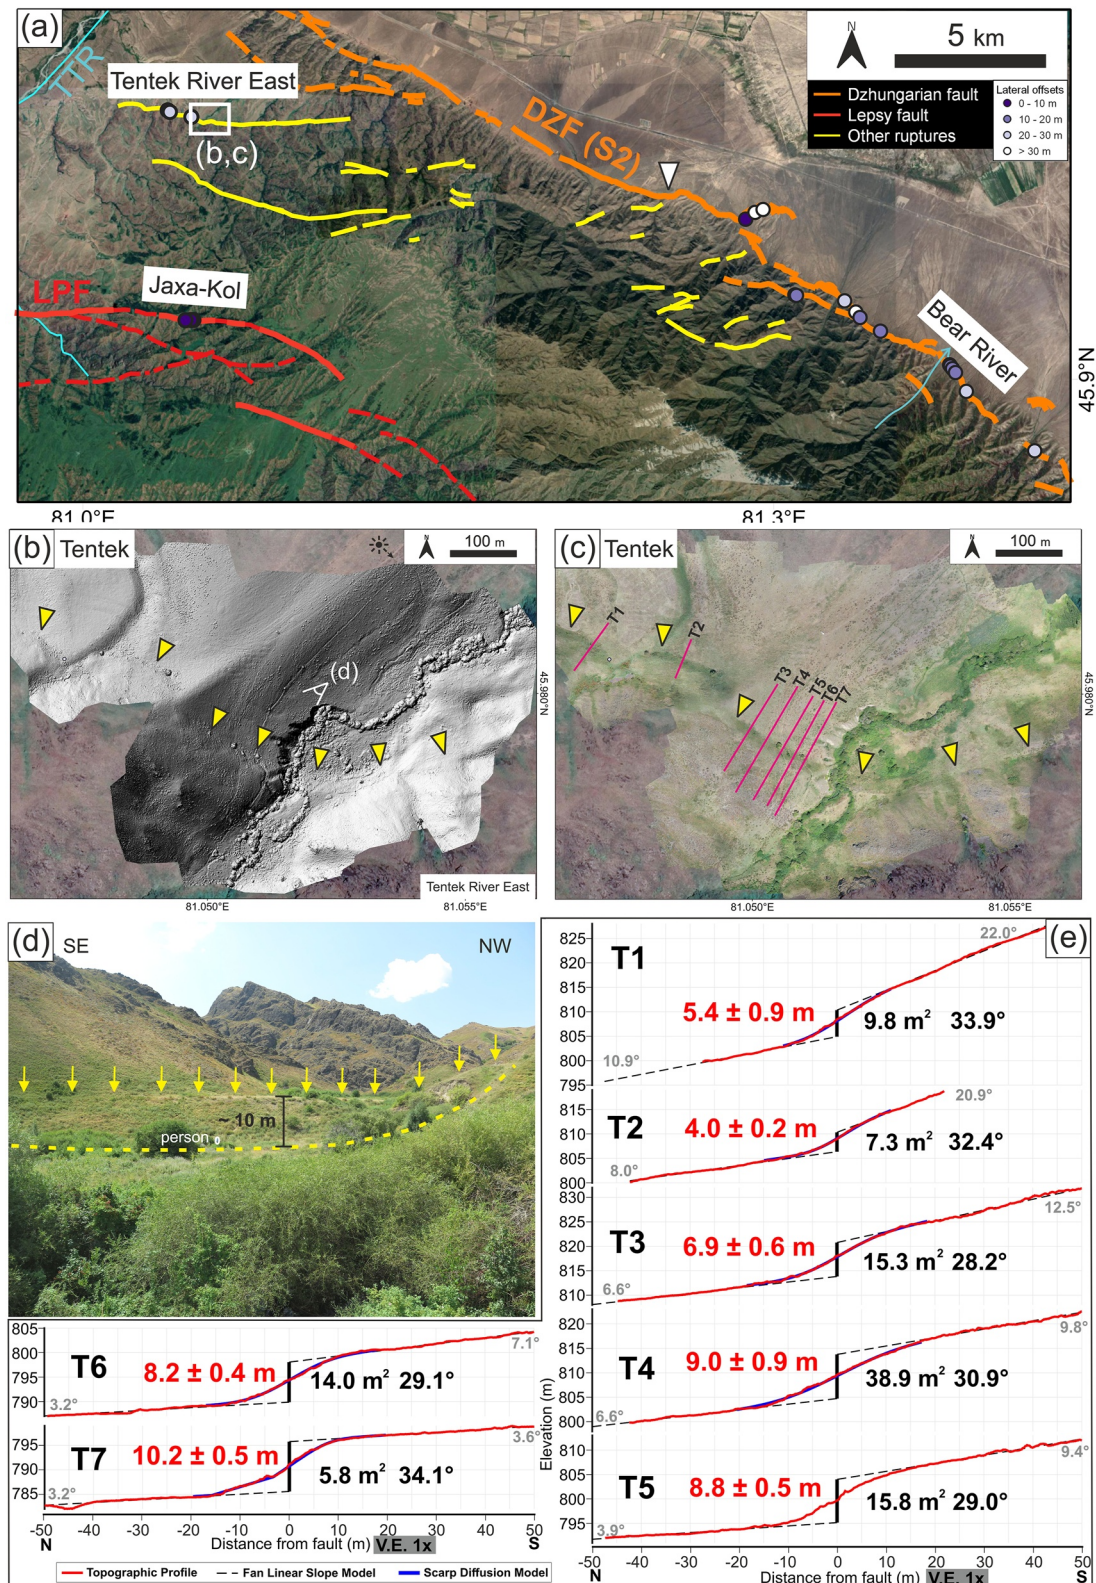 (a)
N
5 km
TTR
Tentek River East
Dzhungarian fault
Lepsy fault
Other ruptures
Lateral offsets
0 - 10 m
10 - 20 m
20 - 30 m
> 30 m
DZF (S2)
(b,c)
Jaxa-Kol
LPF
Bear River
45.9°N
81.0°E
81.3°E
(b) Tentek
N
100 m
(d)
45.980°N
Tentek River East
81.050°E
81.055°E
(c) Tentek
N
100 m
T1
T2
T3
T4
T5
T6
T7
45.980°N
81.050°E
81.055°E
(d) SE
NW
~ 10 m
person
(e)
825
820
815
810
805
800
795
T1
5.4 ± 0.9 m
9.8 m² 33.9°
22.0°
10.9°
815
810
805
800
T2
4.0 ± 0.2 m
7.3 m² 32.4°
20.9°
8.0°
830
825
820
815
810
T3
6.9 ± 0.6 m
15.3 m² 28.2°
12.5°
6.6°
820
815
810
805
800
T4
9.0 ± 0.9 m
38.9 m² 30.9°
9.8°
6.6°
810
805
800
795
T5
8.8 ± 0.5 m
15.8 m² 29.0°
9.4°
3.9°
Elevation (m)
-50 -40 -30 -20 -10 0 10 20 30 40 50
N Distance from fault (m) V.E. 1x S
805
800
795
790
T6
8.2 ± 0.4 m
14.0 m² 29.1°
7.1°
3.2°
795
790
785
T7
10.2 ± 0.5 m
5.8 m² 34.1°
3.6°
3.2°
-50 -40 -30 -20 -10 0 10 20 30 40 50
N Distance from fault (m) V.E. 1x S
Topographic Profile
Fan Linear Slope Model
Scarp Diffusion Model